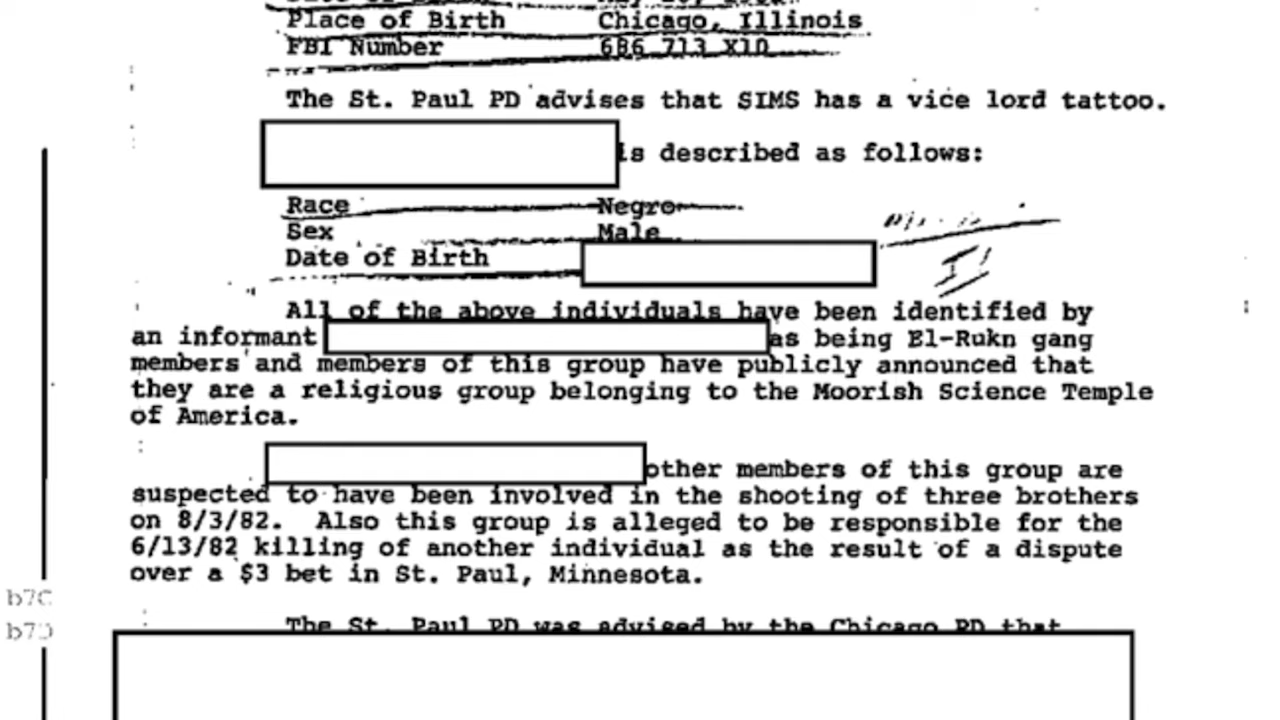 Place of Birth Chicago, Illinois
FBI Number 686 713 X10
The St. Paul PD advises that SIMS has a vice lord tattoo.
is described as follows:
Race Negro
Sex Male
Date of Birth
II
All of the above individuals have been identified by
an informant as being El-Rukn gang
members and members of this group have publicly announced that
they are a religious group belonging to the Moorish Science Temple
of America.
other members of this group are
suspected to have been involved in the shooting of three brothers
on 8/3/82. Also this group is alleged to be responsible for the
6/13/82 killing of another individual as the result of a dispute
over a $3 bet in St. Paul, Minnesota.
b7C
b7D
The St. Paul PD was advised by the Chicago PD that